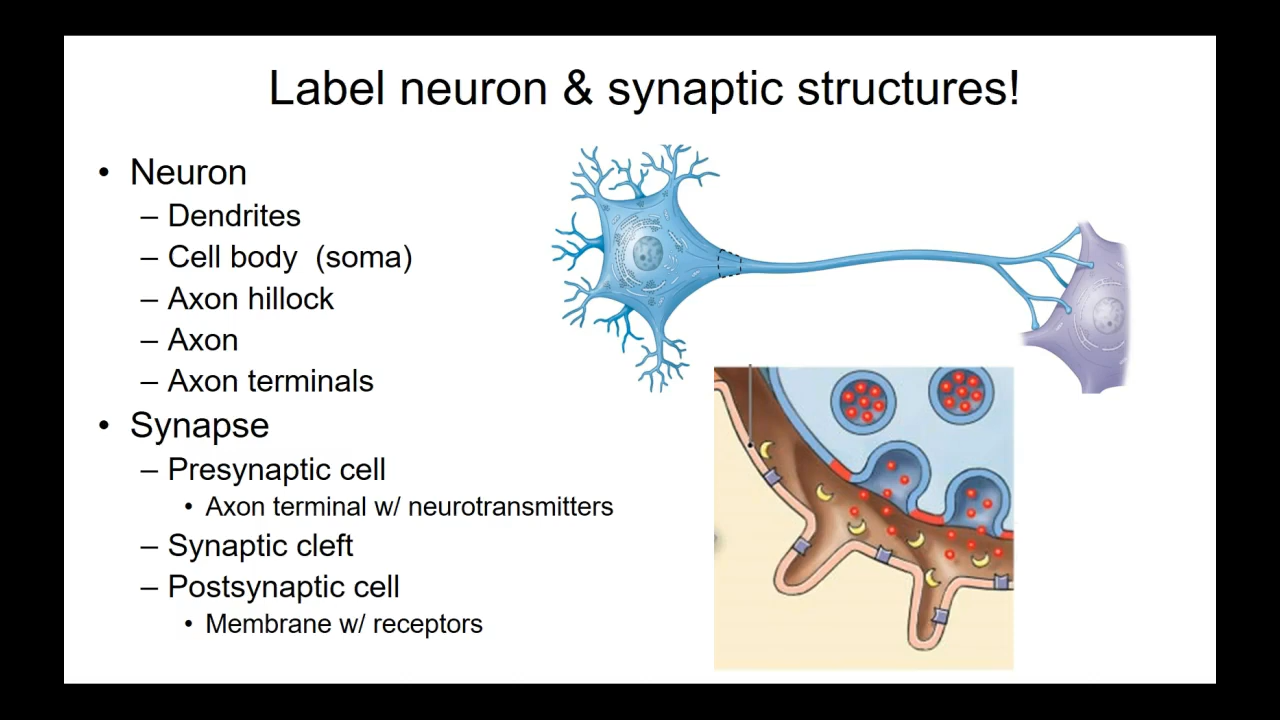 Label neuron & synaptic structures!
• Neuron
– Dendrites
– Cell body (soma)
– Axon hillock
– Axon
– Axon terminals
• Synapse
– Presynaptic cell
• Axon terminal w/ neurotransmitters
– Synaptic cleft
– Postsynaptic cell
• Membrane w/ receptors